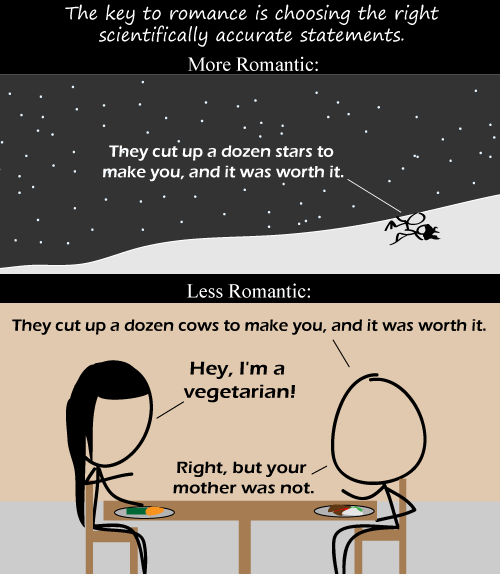 The key to romance is choosing the right
scientifically accurate statements.
More Romantic:
They cut up a dozen stars to
make you, and it was worth it.
Less Romantic:
They cut up a dozen cows to make you, and it was worth it.
Hey, I'm a
vegetarian!
Right, but your
mother was not.